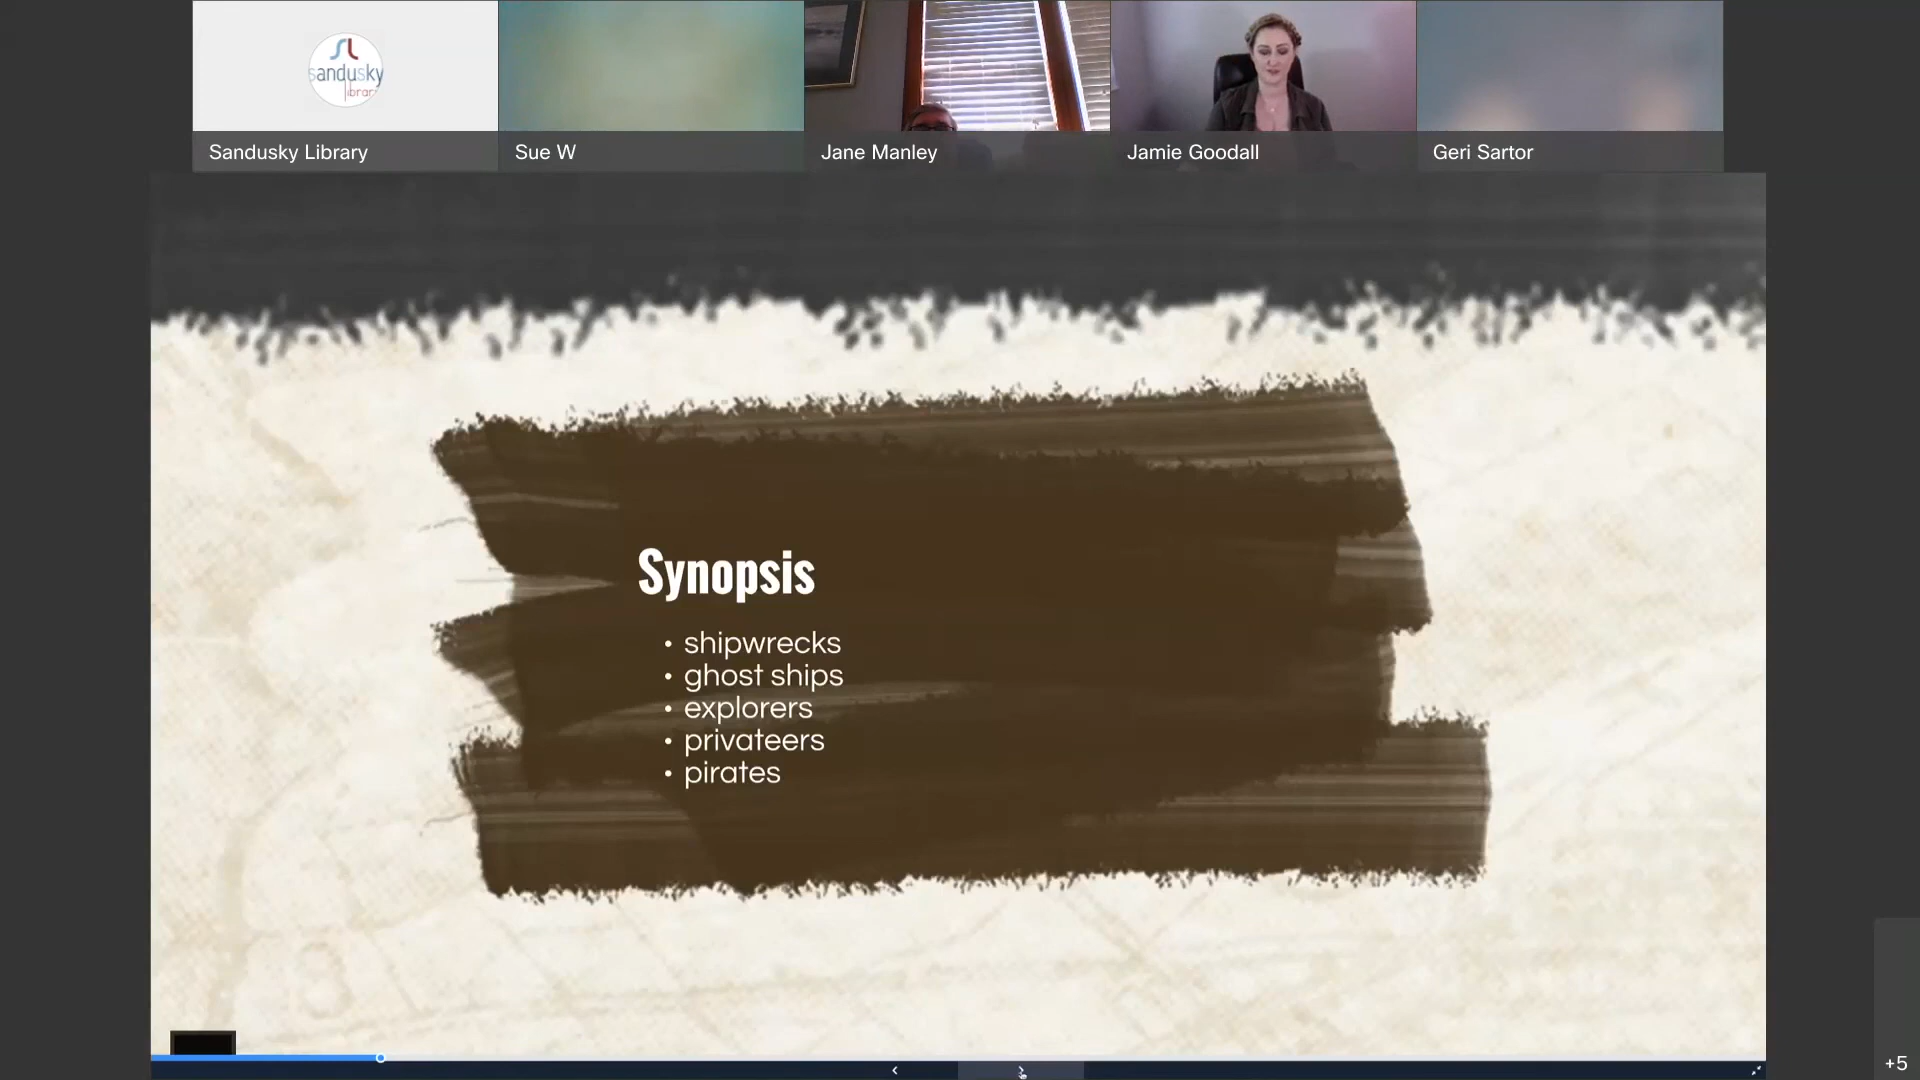 SL
sandusky
library
Sandusky Library
Sue W
Jane Manley
Jamie Goodall
Geri Sartor
Synopsis
• shipwrecks
• ghost ships
• explorers
• privateers
• pirates
+5